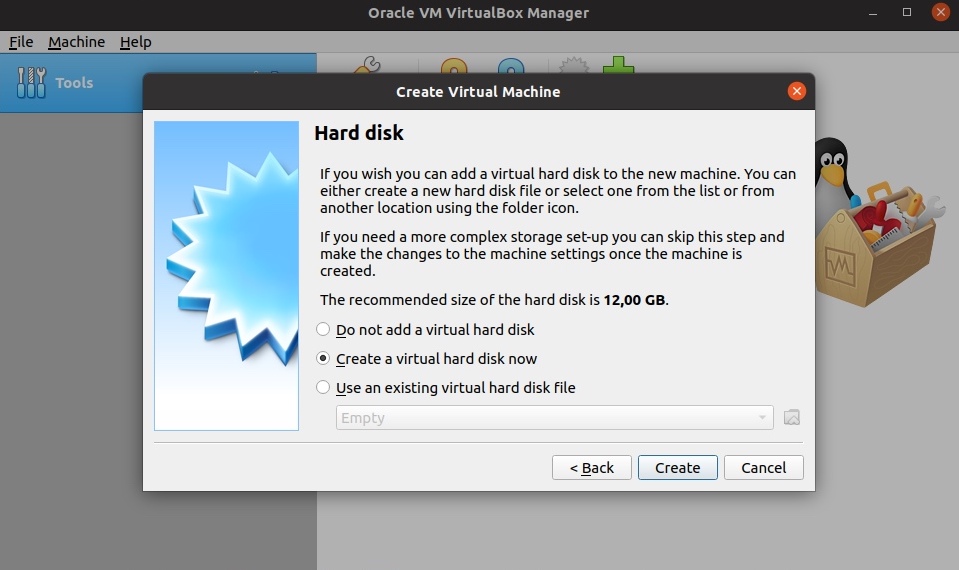 Oracle VM VirtualBox Manager
File Machine Help
Tools
Create Virtual Machine
Hard disk
If you wish you can add a virtual hard disk to the new machine. You can
either create a new hard disk file or select one from the list or from
another location using the folder icon.
If you need a more complex storage set-up you can skip this step and
make the changes to the machine settings once the machine is
created.
The recommended size of the hard disk is 12,00 GB.
Do not add a virtual hard disk
Create a virtual hard disk now
Use an existing virtual hard disk file
Empty
< Back Create Cancel